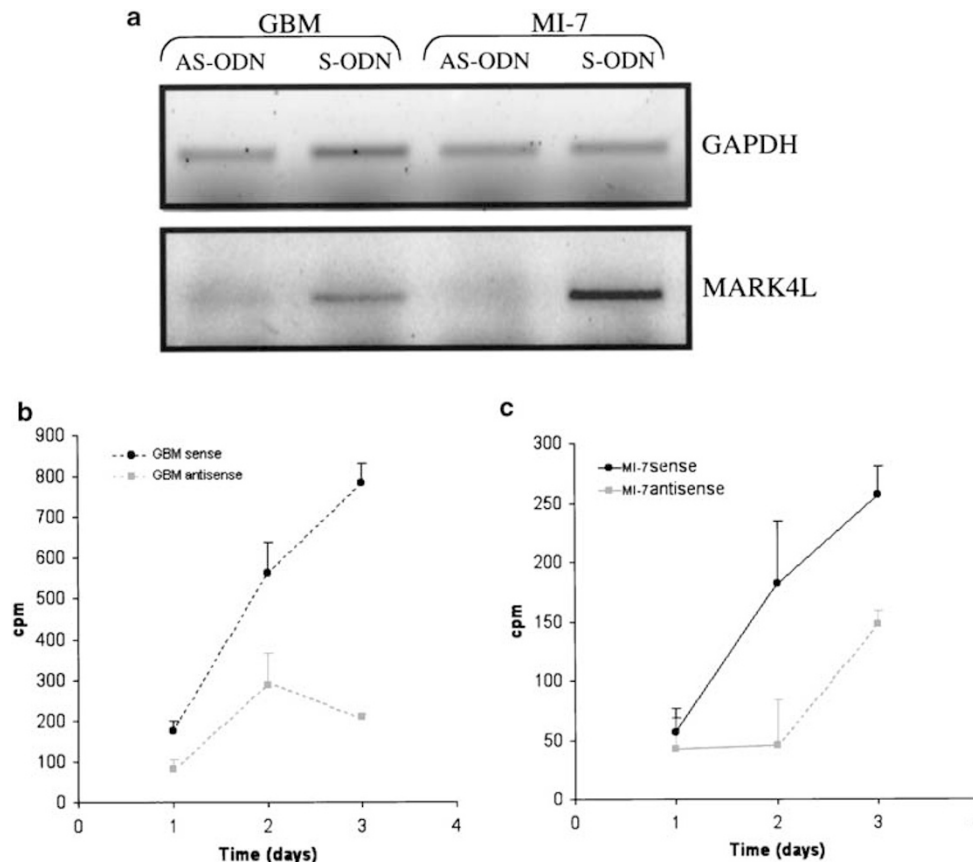 a
GBM MI-7
AS-ODN S-ODN AS-ODN S-ODN
GAPDH
MARK4L
b
900
800
700
600
500
400
300
200
100
0
cpm
GBM sense
GBM antisense
0 1 2 3 4
Time (days)
c
300
250
200
150
100
50
0
cpm
MI-7sense
MI-7antisense
0 1 2 3
Time (days)